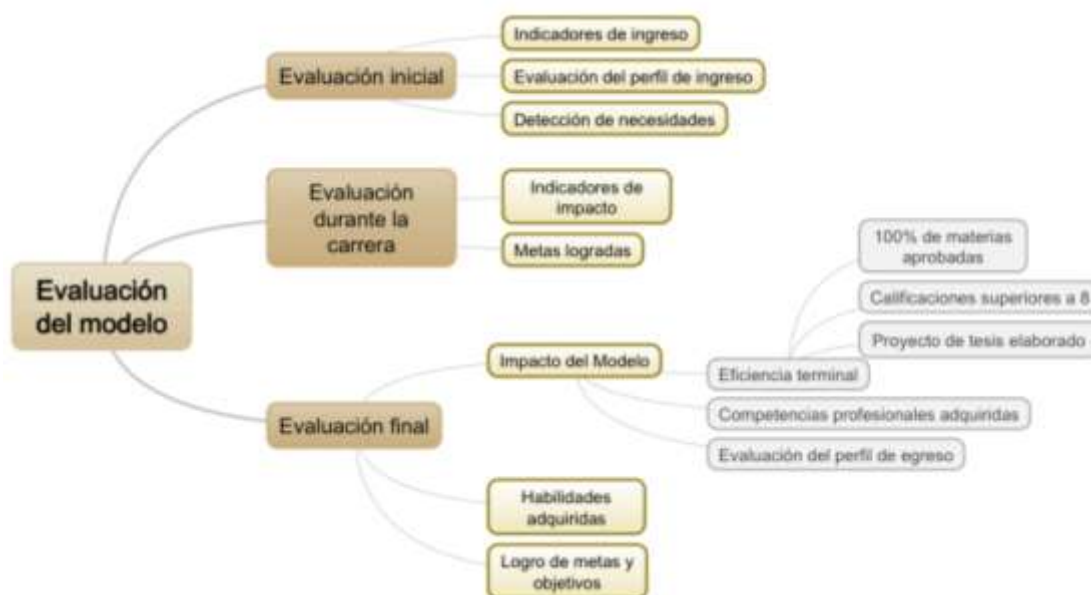 Evaluación
del modelo
Evaluación inicial
Indicadores de ingreso
Evaluación del perfil de ingreso
Detección de necesidades
Evaluación
durante la
carrera
Indicadores de
impacto
Metas logradas
Evaluación final
Impacto del Modelo
Eficiencia terminal
100% de materias
aprobadas
Calificaciones superiores a 8
Proyecto de tesis elaborado
Competencias profesionales adquiridas
Evaluación del perfil de egreso
Habilidades
adquiridas
Logro de metas y
objetivos